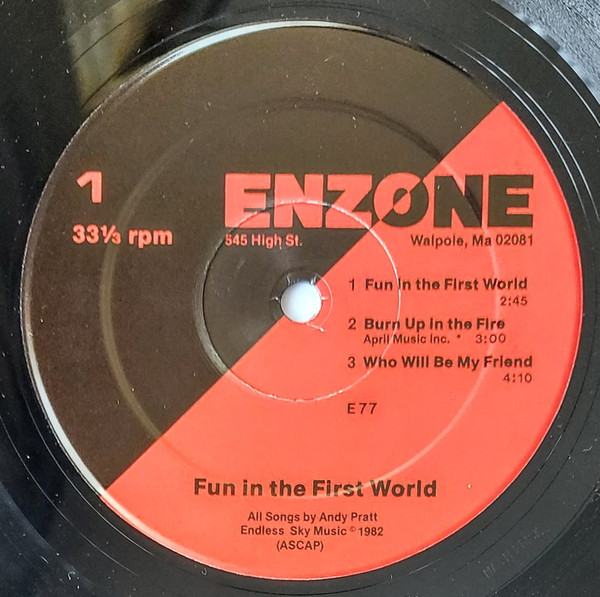 1
33⅓ rpm
ENZONE
545 High St. Walpole, Ma 02081
1 Fun in the First World
2:45
2 Burn Up in the Fire
April Music Inc. * 3:00
3 Who Will Be My Friend
4:10
E77
Fun in the First World
All Songs by Andy Pratt
Endless Sky Music © 1982
(ASCAP)